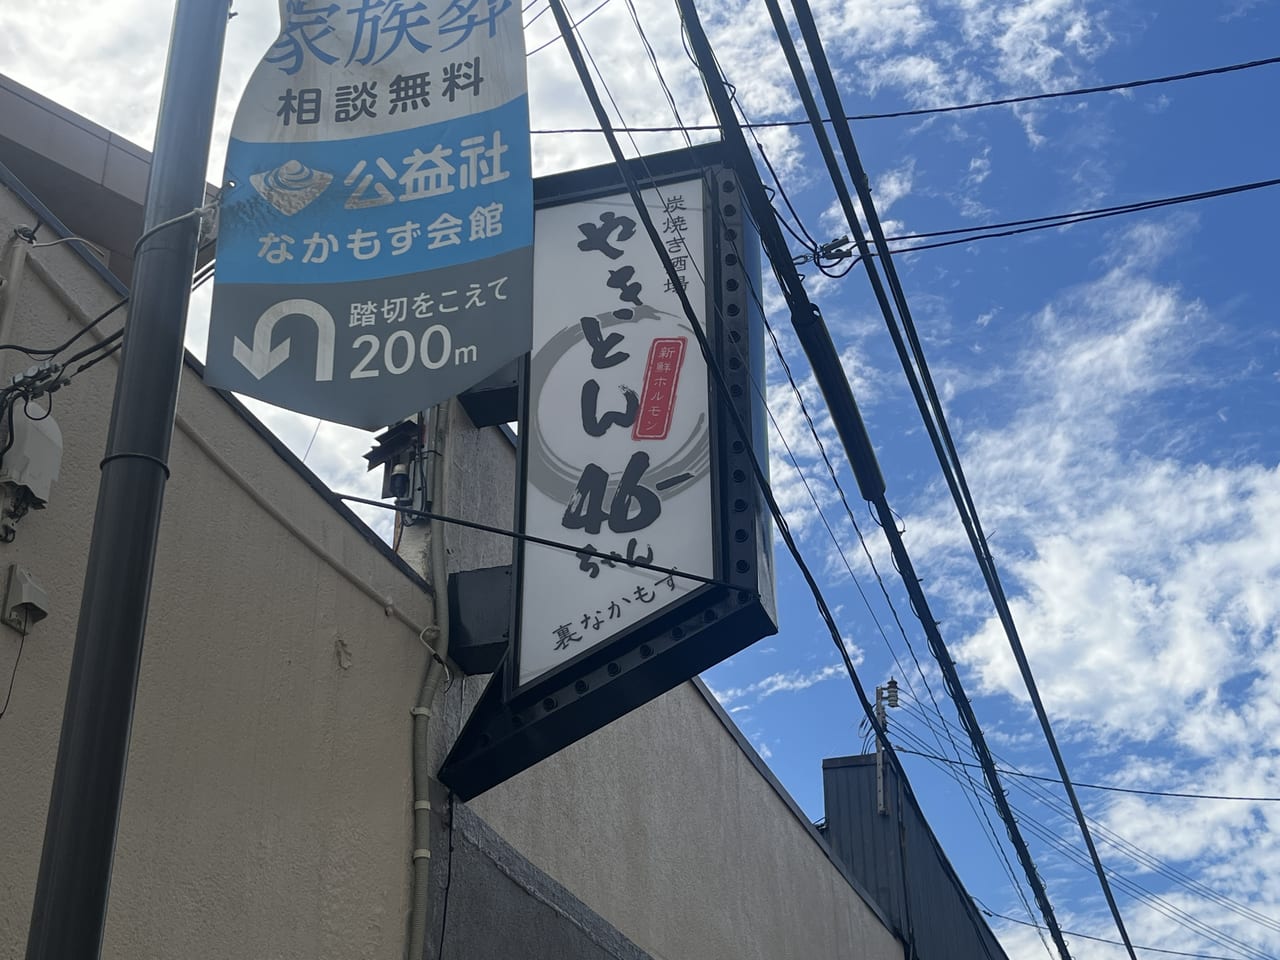 家族葬
相談無料
公益社
なかもず会館
踏切をこえて
200m
炭焼き酒場
やきとん
新鮮ホルモン
46
ちゃん
裏なかもず